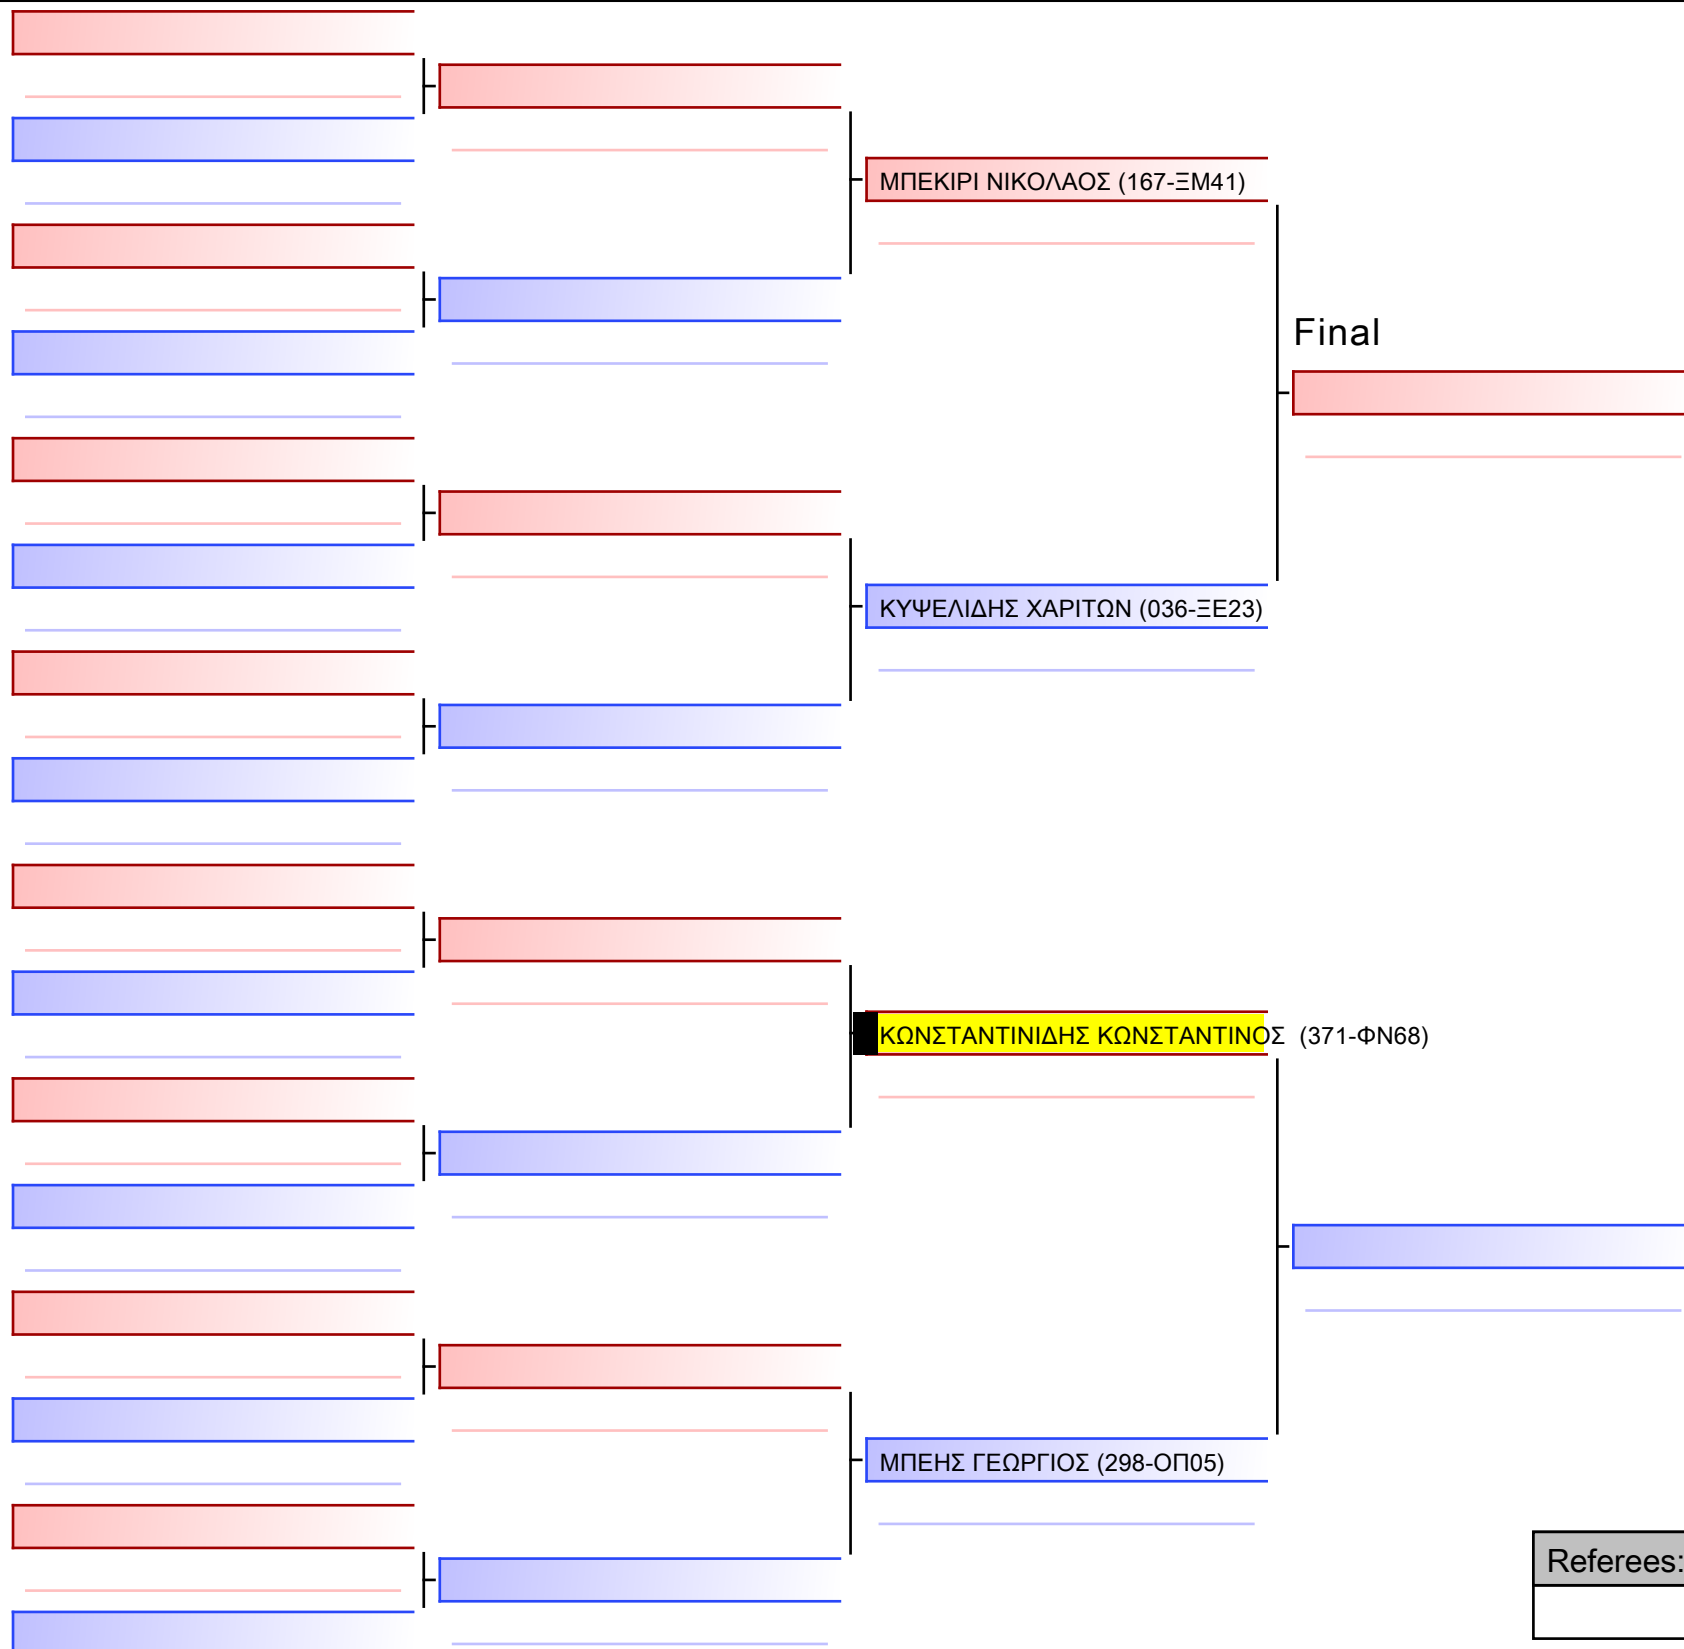 ΜΠΕΚΙΡΙ ΝΙΚΟΛΑΟΣ (167-ΞΜ41)
Final
ΚΥΨΕΛΙΔΗΣ ΧΑΡΙΤΩΝ (036-ΞΕ23)
ΚΩΝΣΤΑΝΤΙΝΙΔΗΣ ΚΩΝΣΤΑΝΤΙΝΟΣ (371-ΦΝ68)
ΜΠΕΗΣ ΓΕΩΡΓΙΟΣ (298-ΟΠ05)
Referees: